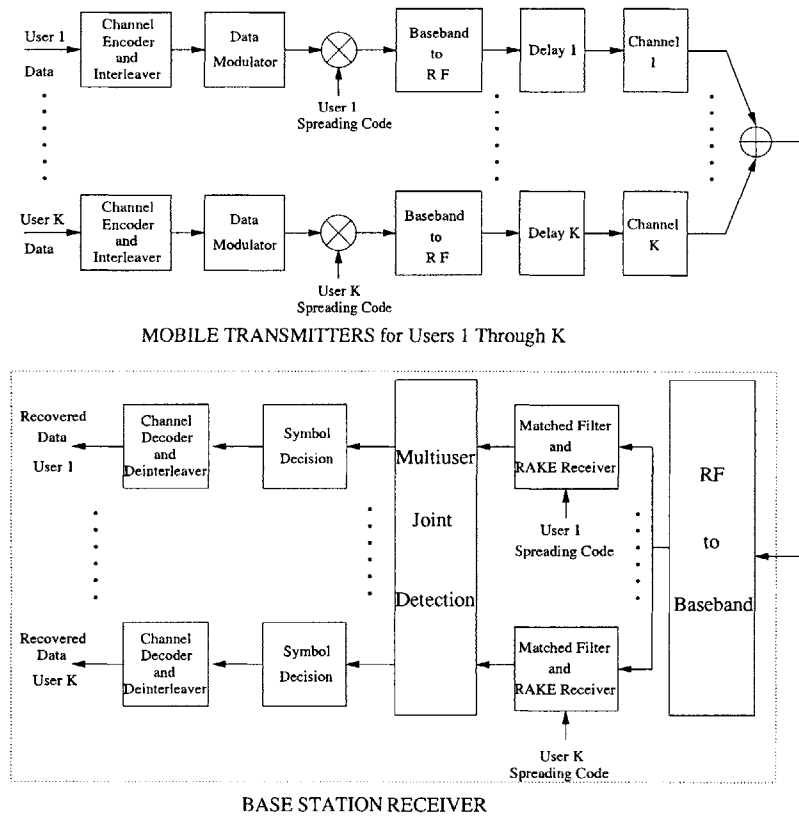 User 1
Data
Channel
Encoder
and
Interleaver
Data
Modulator
User 1
Spreading Code
Baseband
to
R F
Delay 1
Channel
1
User K
Data
Channel
Encoder
and
Interleaver
Data
Modulator
User K
Spreading Code
Baseband
to
R F
Delay K
Channel
K
MOBILE TRANSMITTERS for Users 1 Through K
Recovered
Data
User 1
Channel
Decoder
and
Deinterleaver
Symbol
Decision
Multiuser
Joint
Detection
Matched Filter
and
RAKE Receiver
User 1
Spreading Code
RF
to
Baseband
Recovered
Data
User K
Channel
Decoder
and
Deinterleaver
Symbol
Decision
Matched Filter
and
RAKE Receiver
User K
Spreading Code
BASE STATION RECEIVER